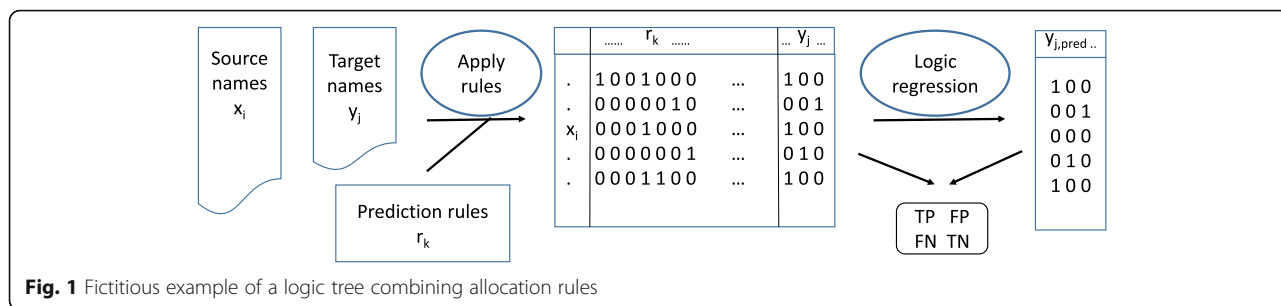 Source
names
xi
Target
names
yj
Apply
rules
Prediction rules
rk
...... rk ......
... yj ...
. 1 0 0 1 0 0 0 ... 1 0 0
. 0 0 0 0 0 1 0 ... 0 0 1
xi 0 0 0 1 0 0 0 ... 1 0 0
. 0 0 0 0 0 0 1 ... 0 1 0
. 0 0 0 1 1 0 0 ... 1 0 0
Logic
regression
TP FP
FN TN
yj,pred ..
1 0 0
0 0 1
0 0 0
0 1 0
1 0 0
Fig. 1 Fictitious example of a logic tree combining allocation rules